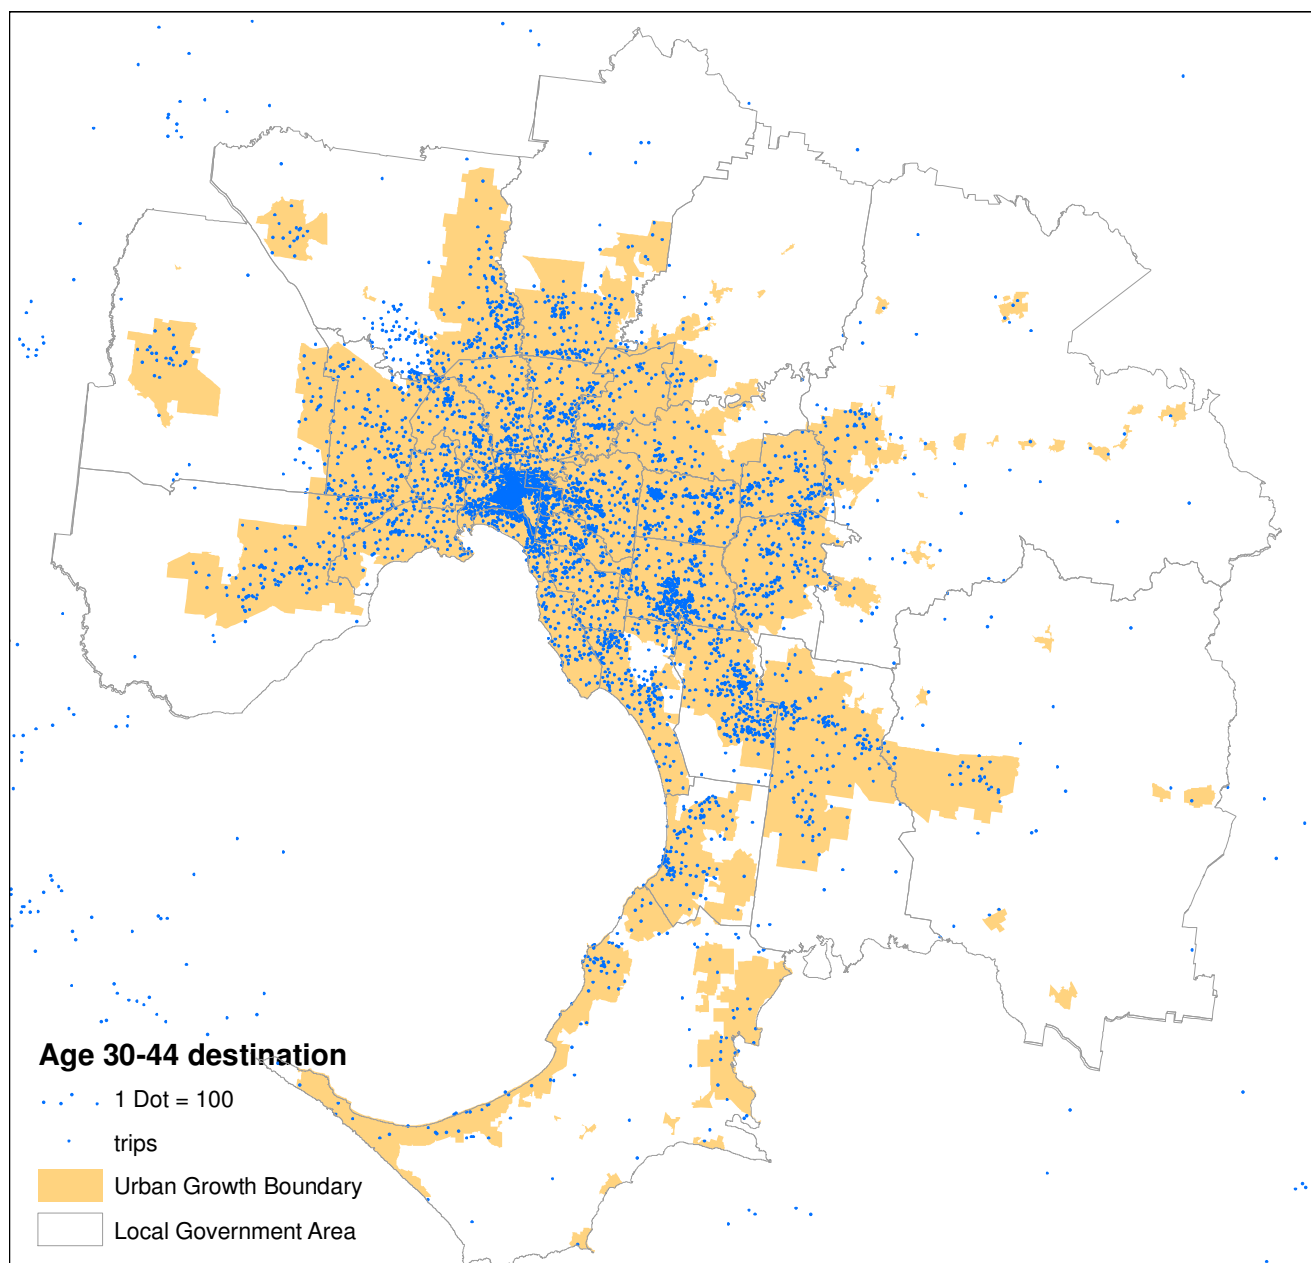 Age 30-44 destination
1 Dot = 100
trips
Urban Growth Boundary
Local Government Area